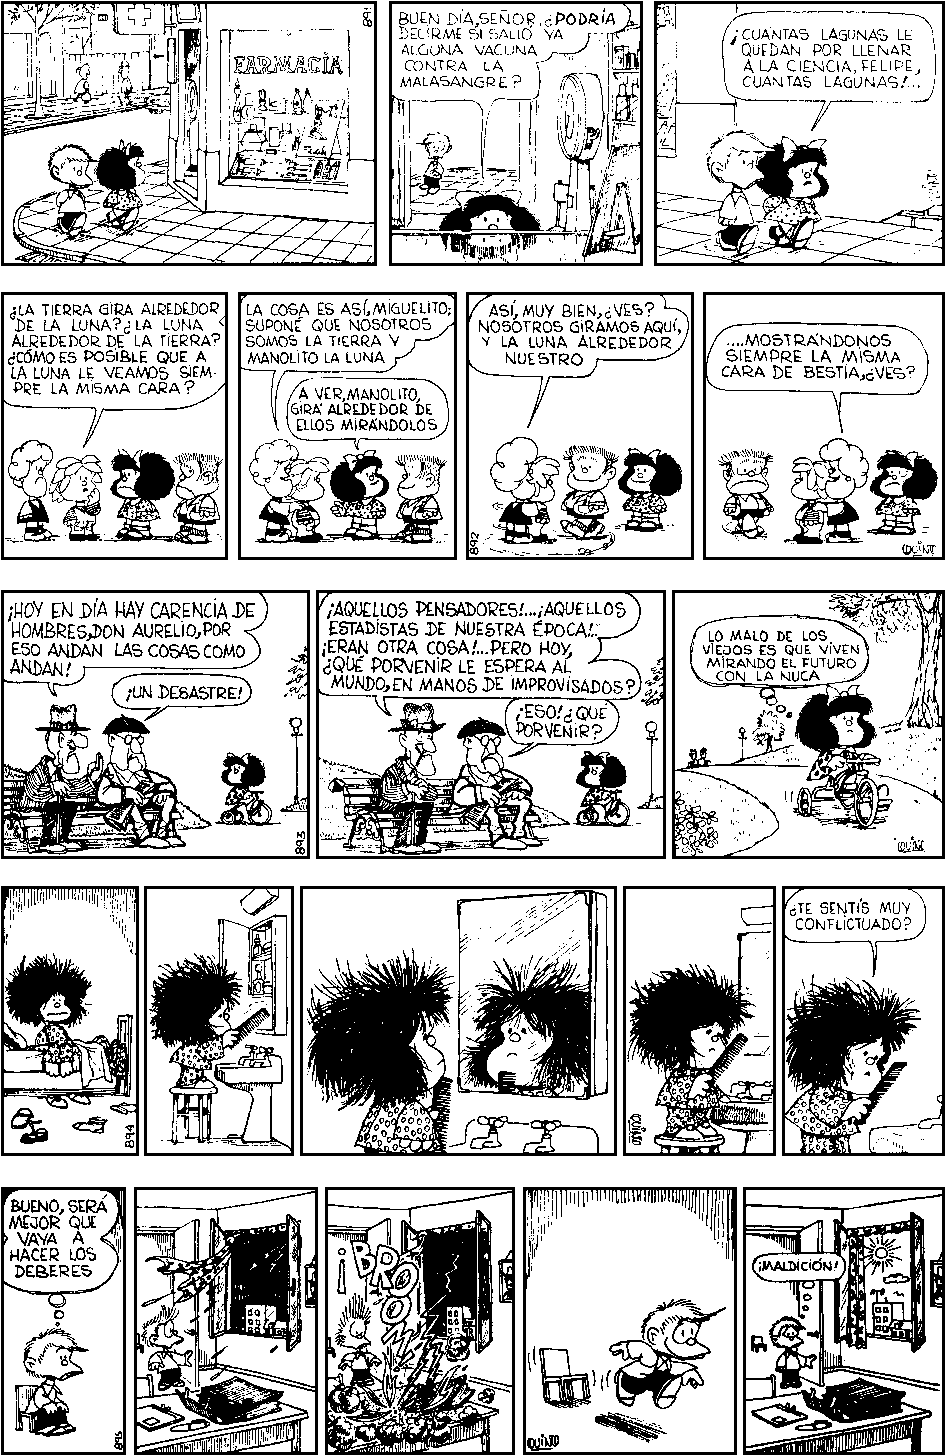 891
FARMACIA
BUEN DÍA, SEÑOR, ¿PODRÍA
DECIRME SI SALIÓ YA
ALGUNA VACUNA
CONTRA LA
MALASANGRE?
¡CUÁNTAS LAGUNAS LE
QUEDAN POR LLENAR
A LA CIENCIA, FELIPE,
CUÁNTAS LAGUNAS!...
¿LA TIERRA GIRA ALREDEDOR
DE LA LUNA? ¿LA LUNA
ALREDEDOR DE LA TIERRA?
¿CÓMO ES POSIBLE QUE A
LA LUNA LE VEAMOS SIEM-
PRE LA MISMA CARA?
LA COSA ES ASÍ, MIGUELITO;
SUPONÉ QUE NOSOTROS
SOMOS LA TIERRA Y
MANOLITO LA LUNA
A VER, MANOLITO,
GIRÁ ALREDEDOR DE
ELLOS MIRÁNDOLOS
ASÍ, MUY BIEN, ¿VES?
NOSOTROS GIRAMOS AQUÍ,
Y LA LUNA ALREDEDOR
NUESTRO
892
....MOSTRÁNDONOS
SIEMPRE LA MISMA
CARA DE BESTIA, ¿VES?
QUINO
¡HOY EN DÍA HAY CARENCIA DE
HOMBRES, DON AURELIO, POR
ESO ANDAN LAS COSAS COMO
ANDAN!
¡UN DESASTRE!
893
¡AQUELLOS PENSADORES!...¡AQUELLOS
ESTADISTAS DE NUESTRA ÉPOCA!..
¡ERAN OTRA COSA!...PERO HOY,
¿QUÉ PORVENIR LE ESPERA AL
MUNDO, EN MANOS DE IMPROVISADOS?
¡ESO! ¿QUÉ
PORVENIR?
LO MALO DE LOS
VIEJOS ES QUE VIVEN
MIRANDO EL FUTURO
CON LA NUCA
QUINO
894
QUINO
¿TE SENTÍS MUY
CONFLICTUADO?
BUENO, SERÁ
MEJOR QUE
VAYA A
HACER LOS
DEBERES
895
¡BROOM
QUINO
¡MALDICIÓN!